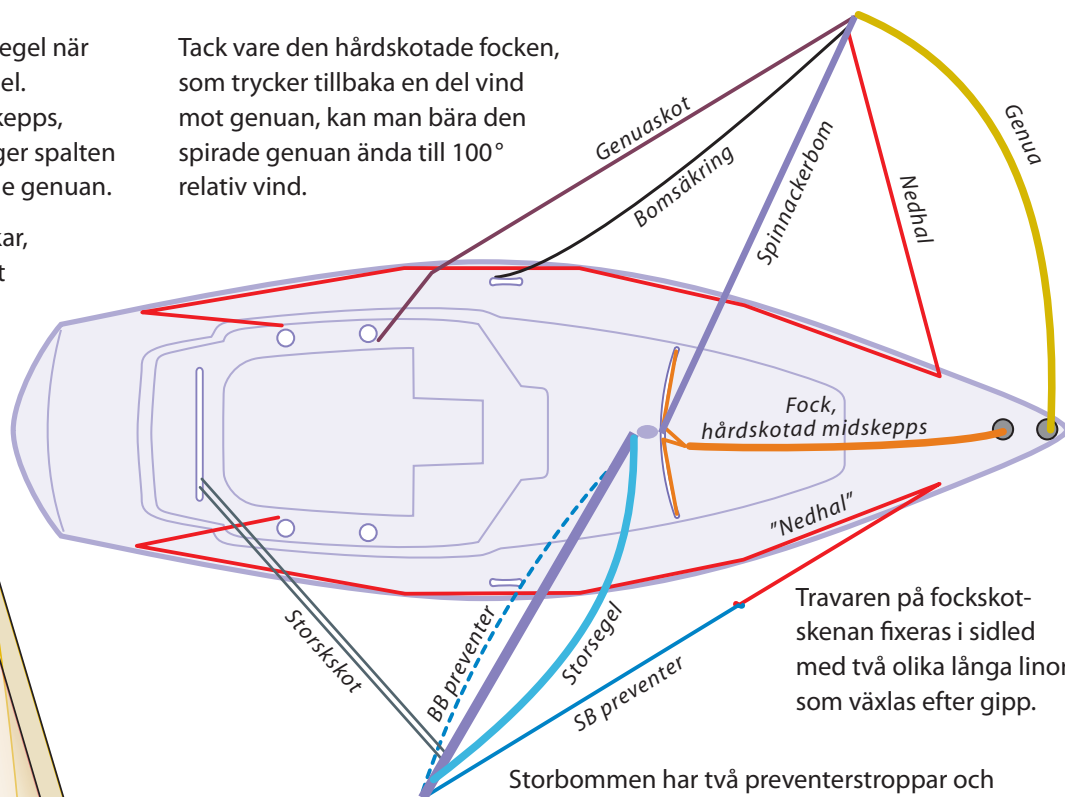 egel när
el.
kepps,
ger spalten
e genuan.
kar,
t
Tack vare den hårdskotade focken,
som trycker tillbaka en del vind
mot genuan, kan man bära den
spirade genuan ända till 100°
relativ vind.
Genuaskot
Bomsäkring
Spinnackerbom
Nedhal
Genua
Fock,
hårdskotad midskepps
"Nedhal"
Storskskot
BB preventer
Storsegel
SB preventer
Travaren på fockskot-
skenan fixeras i sidled
med två olika långa linor
som växlas efter gipp.
Storbommen har två preventerstroppar och